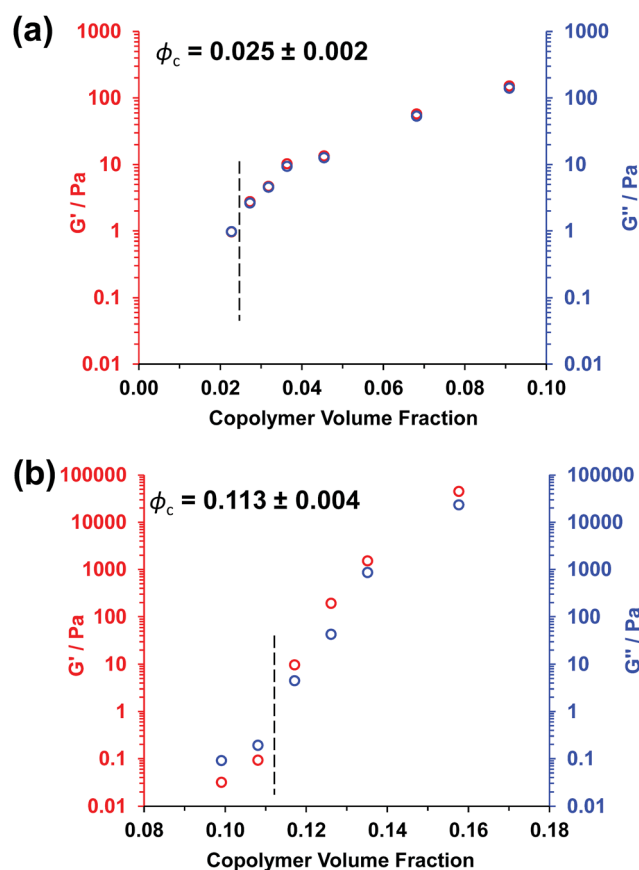 (a)
ϕc = 0.025 ± 0.002
1000
100
10
1
0.1
0.01
G' / Pa
1000
100
10
1
0.1
0.01
G'' / Pa
0.00 0.02 0.04 0.06 0.08 0.10
Copolymer Volume Fraction
(b)
ϕc = 0.113 ± 0.004
100000
10000
1000
100
10
1
0.1
0.01
G' / Pa
100000
10000
1000
100
10
1
0.1
0.01
G'' / Pa
0.08 0.10 0.12 0.14 0.16 0.18
Copolymer Volume Fraction